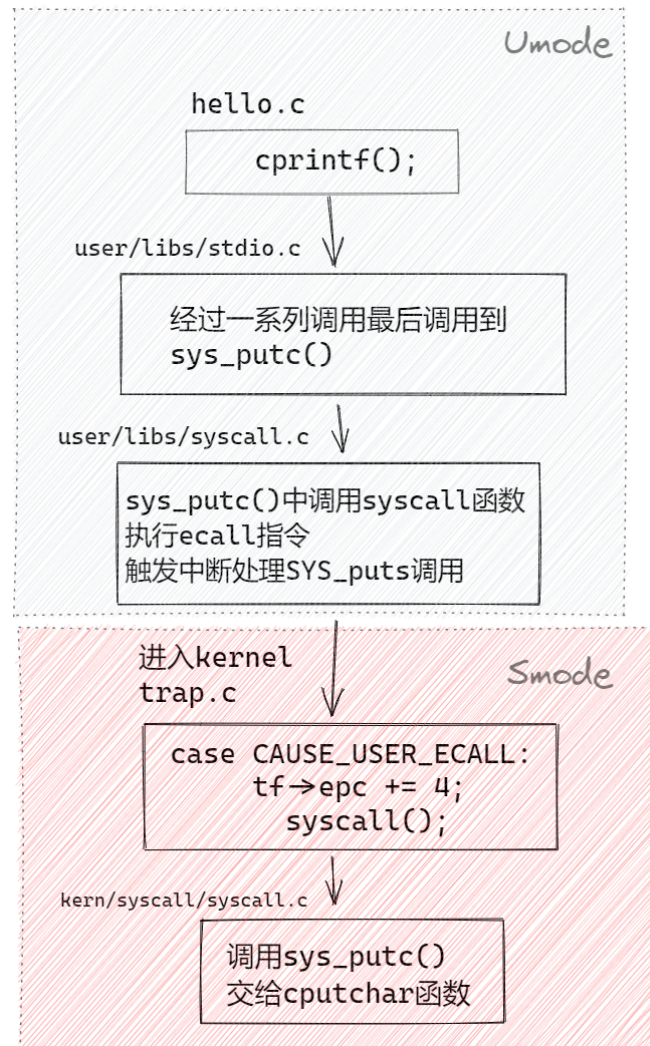 Umode
hello.c
cprintf();
user/libs/stdio.c
经过一系列调用最后调用到
sys_putc()
user/libs/syscall.c
sys_putc()中调用syscall函数
执行ecall指令
触发中断处理SYS_puts调用
进入kernel
trap.c
Smode
case CAUSE_USER_ECALL:
tf->epc += 4;
syscall();
kern/syscall/syscall.c
调用sys_putc()
交给cputchar函数